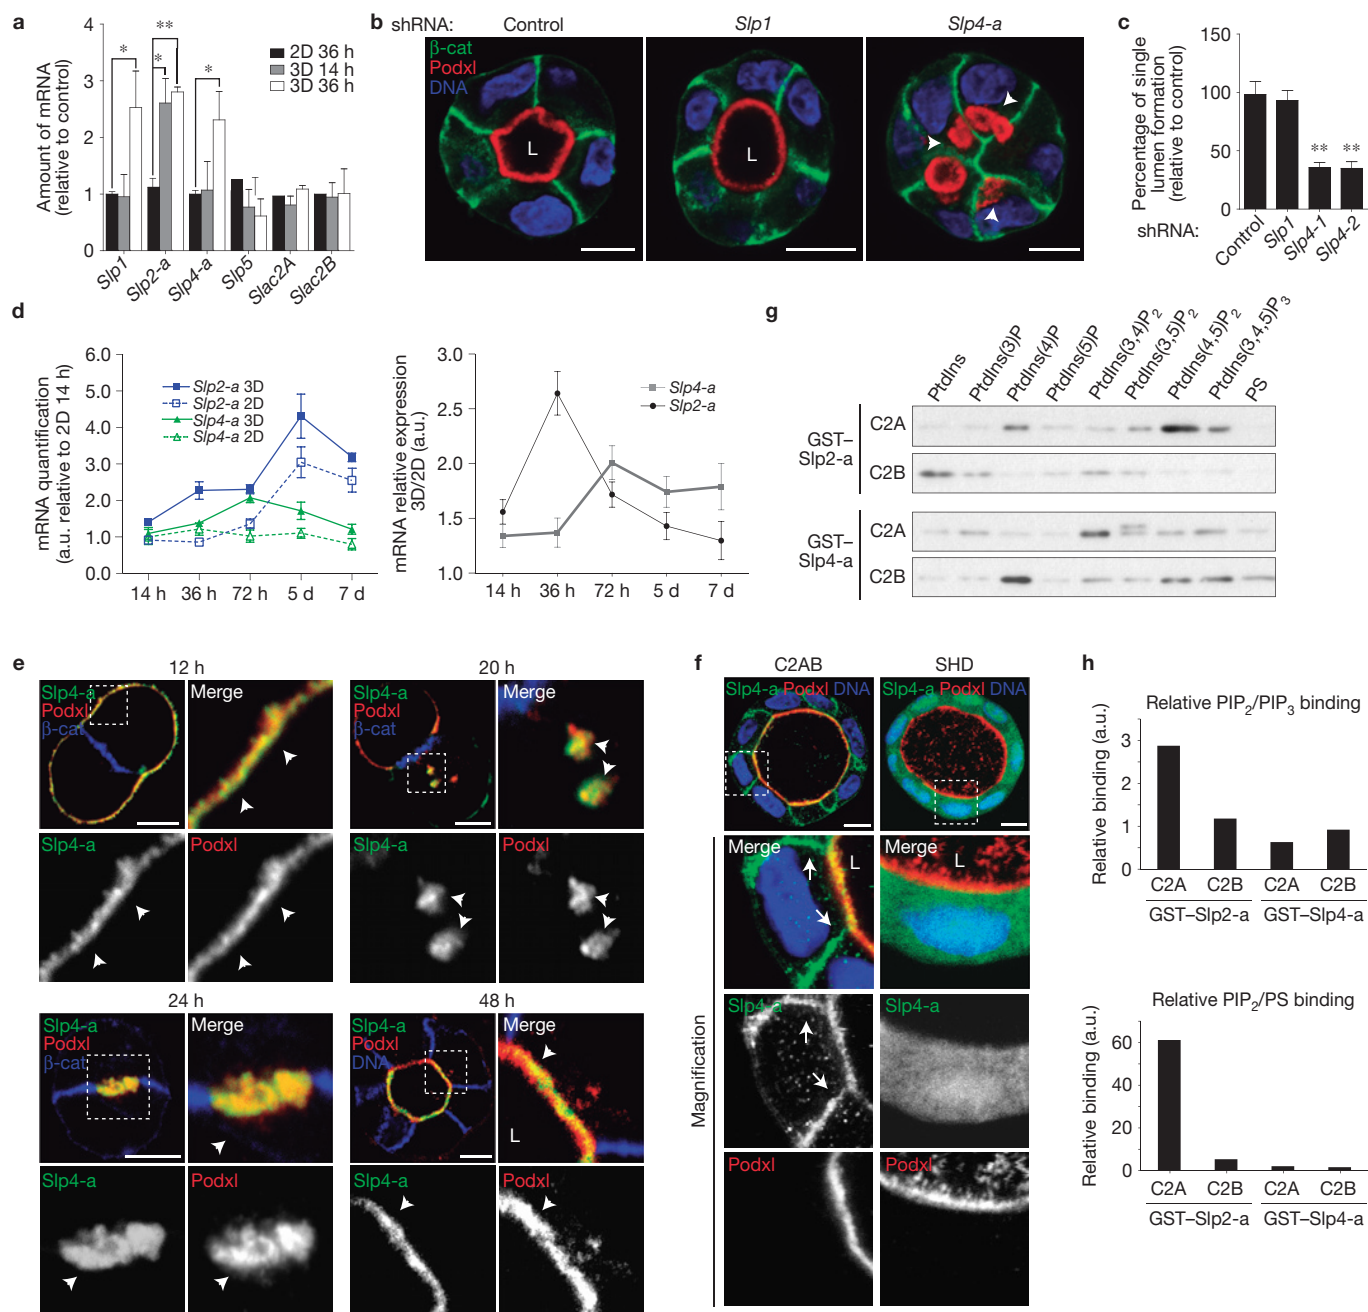 a
4
3
2
1
0
Amount of mRNA
(relative to control)
* ** * *
2D 36 h
3D 14 h
3D 36 h
Slp1 Slp2-a Slp4-a Slp5 Slac2A Slac2B
b shRNA: Control Slp1 Slp4-a
β-cat
Podxl
DNA
L
L
c
150
100
50
0
Percentage of single
lumen formation
(relative to control)
** **
shRNA: Control Slp1 Slp4-1 Slp4-2
d
6.0
5.0
4.0
3.0
2.0
1.0
0.0
mRNA quantification
(a.u. relative to 2D 14 h)
Slp2-a 3D
Slp2-a 2D
Slp4-a 3D
Slp4-a 2D
14 h 36 h 72 h 5 d 7 d
3.0
2.5
2.0
1.5
1.0
mRNA relative expression
3D/2D (a.u.)
Slp4-a
Slp2-a
14 h 36 h 72 h 5 d 7 d
g
PtdIns PtdIns(3)P PtdIns(4)P PtdIns(5)P PtdIns(3,4)P2 PtdIns(3,5)P2 PtdIns(4,5)P2 PtdIns(3,4,5)P3 PS
GST–
Slp2-a
C2A
C2B
GST–
Slp4-a
C2A
C2B
e
12 h
Slp4-a
Podxl
β-cat
Merge
Slp4-a
Podxl
20 h
Slp4-a
Podxl
β-cat
Merge
Slp4-a
Podxl
24 h
Slp4-a
Podxl
β-cat
Merge
Slp4-a
Podxl
48 h
Slp4-a
Podxl
DNA
Merge
L
Slp4-a
Podxl
f
C2AB SHD
Slp4-a Podxl DNA
Slp4-a Podxl DNA
Magnification
Merge
L
Merge
L
Slp4-a
Slp4-a
Podxl
Podxl
h
Relative PIP2/PIP3 binding
Relative binding (a.u.)
3
2
1
0
C2A C2B C2A C2B
GST–Slp2-a GST–Slp4-a
Relative PIP2/PS binding
Relative binding (a.u.)
60
40
20
0
C2A C2B C2A C2B
GST–Slp2-a GST–Slp4-a